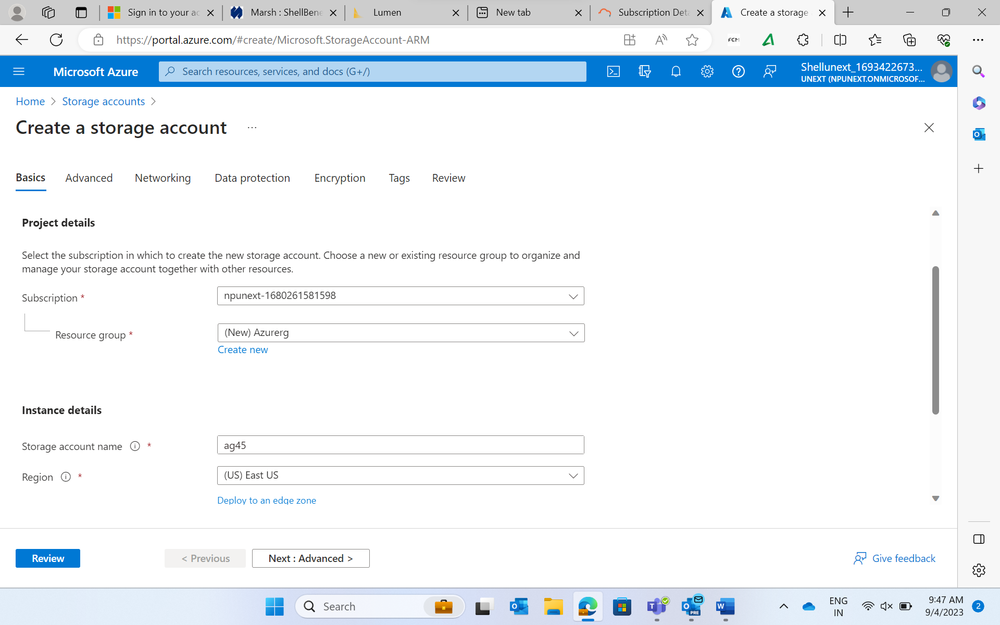 Sign in to your ac
Marsh : ShellBene
Lumen
New tab
Subscription Deta
Create a storage
https://portal.azure.com/#create/Microsoft.StorageAccount-ARM
FCM
Microsoft Azure
Search resources, services, and docs (G+/)
Shellunext_1693422673...
UNEXT (NPUNEXT.ONMICROSOF...
Home
Storage accounts
Create a storage account
...
Basics
Advanced
Networking
Data protection
Encryption
Tags
Review
Project details
Select the subscription in which to create the new storage account. Choose a new or existing resource group to organize and
manage your storage account together with other resources.
Subscription *
npunext-1680261581598
Resource group *
(New) Azurerg
Create new
Instance details
Storage account name *
ag45
Region *
(US) East US
Deploy to an edge zone
Review
< Previous
Next : Advanced >
Give feedback
Search
PRE
ENG
IN
9:47 AM
9/4/2023
2